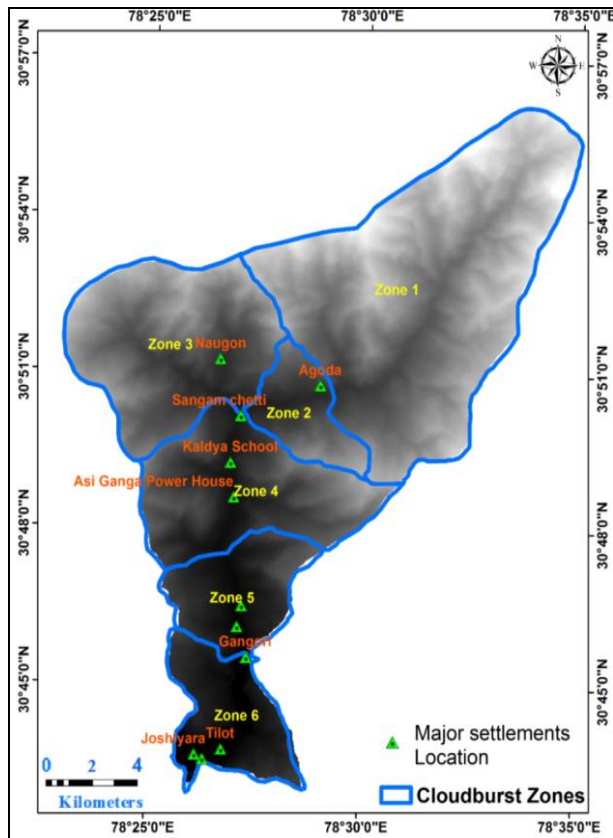 78°25'0"E 78°30'0"E 78°35'0"E
30°57'0"N 30°57'0"N
N
W E
S
30°54'0"N 30°54'0"N
Zone 1
30°51'0"N 30°51'0"N
Zone 3 Naugon
Agoda
Sangam chetti
Zone 2
Kaldya School
Asi Ganga Power House
Zone 4
30°48'0"N 30°48'0"N
Zone 5
Gangori
30°45'0"N 30°45'0"N
Zone 6
Joshiyara Tilot
Major settlements
Location
0 2 4
Kilometers
Cloudburst Zones
78°25'0"E 78°30'0"E 78°35'0"E